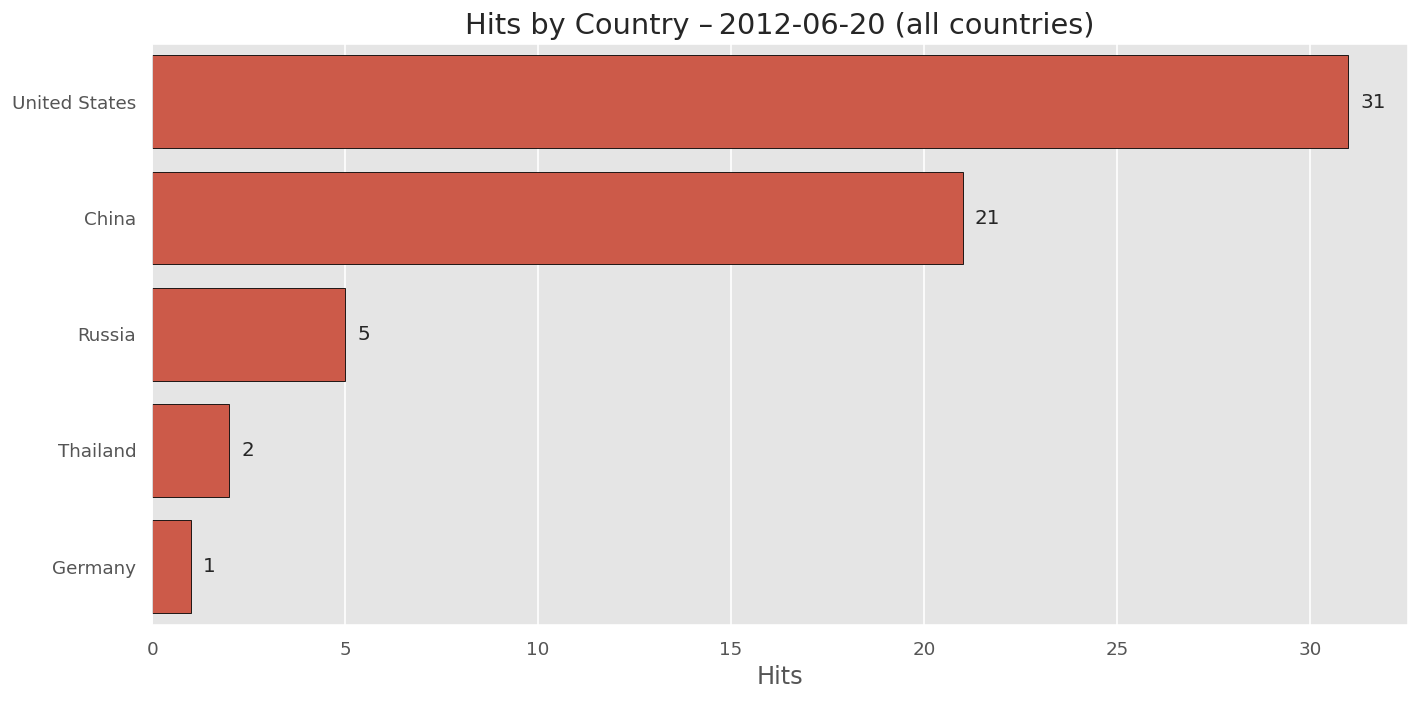 Hits by Country – 2012-06-20 (all countries)
United States
31
China
21
Russia
5
Thailand
2
Germany
1
0 5 10 15 20 25 30
Hits